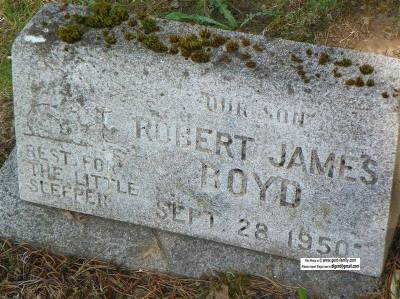 "OUR SON"
ROBERT JAMES
BOYD
SEPT 28 1950
REST FOR
THE LITTLE
SLEEPER